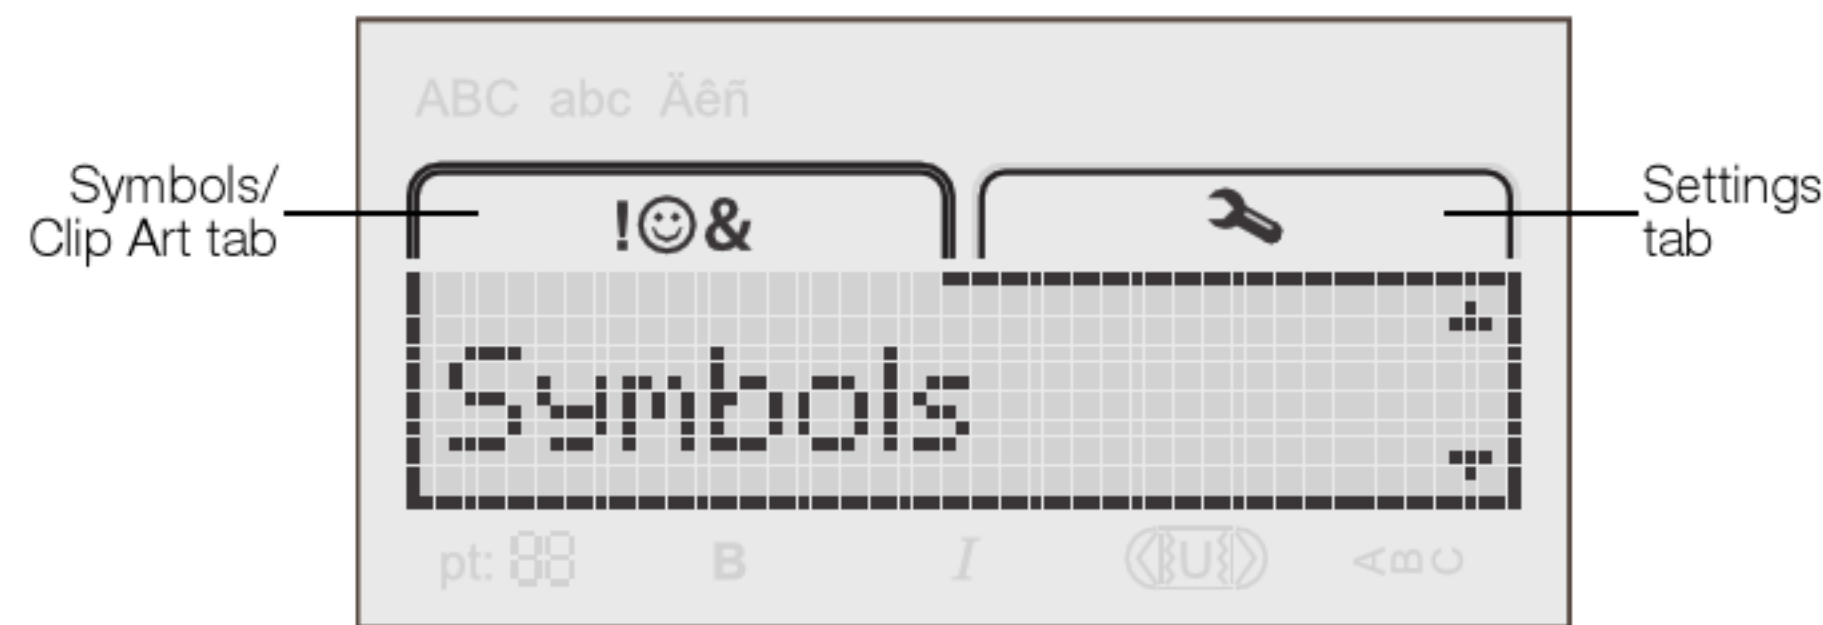 ABC abc Äêñ
Symbols/
Clip Art tab
!☺&
Settings
tab
Symbols
pt: 88 B I U ABC